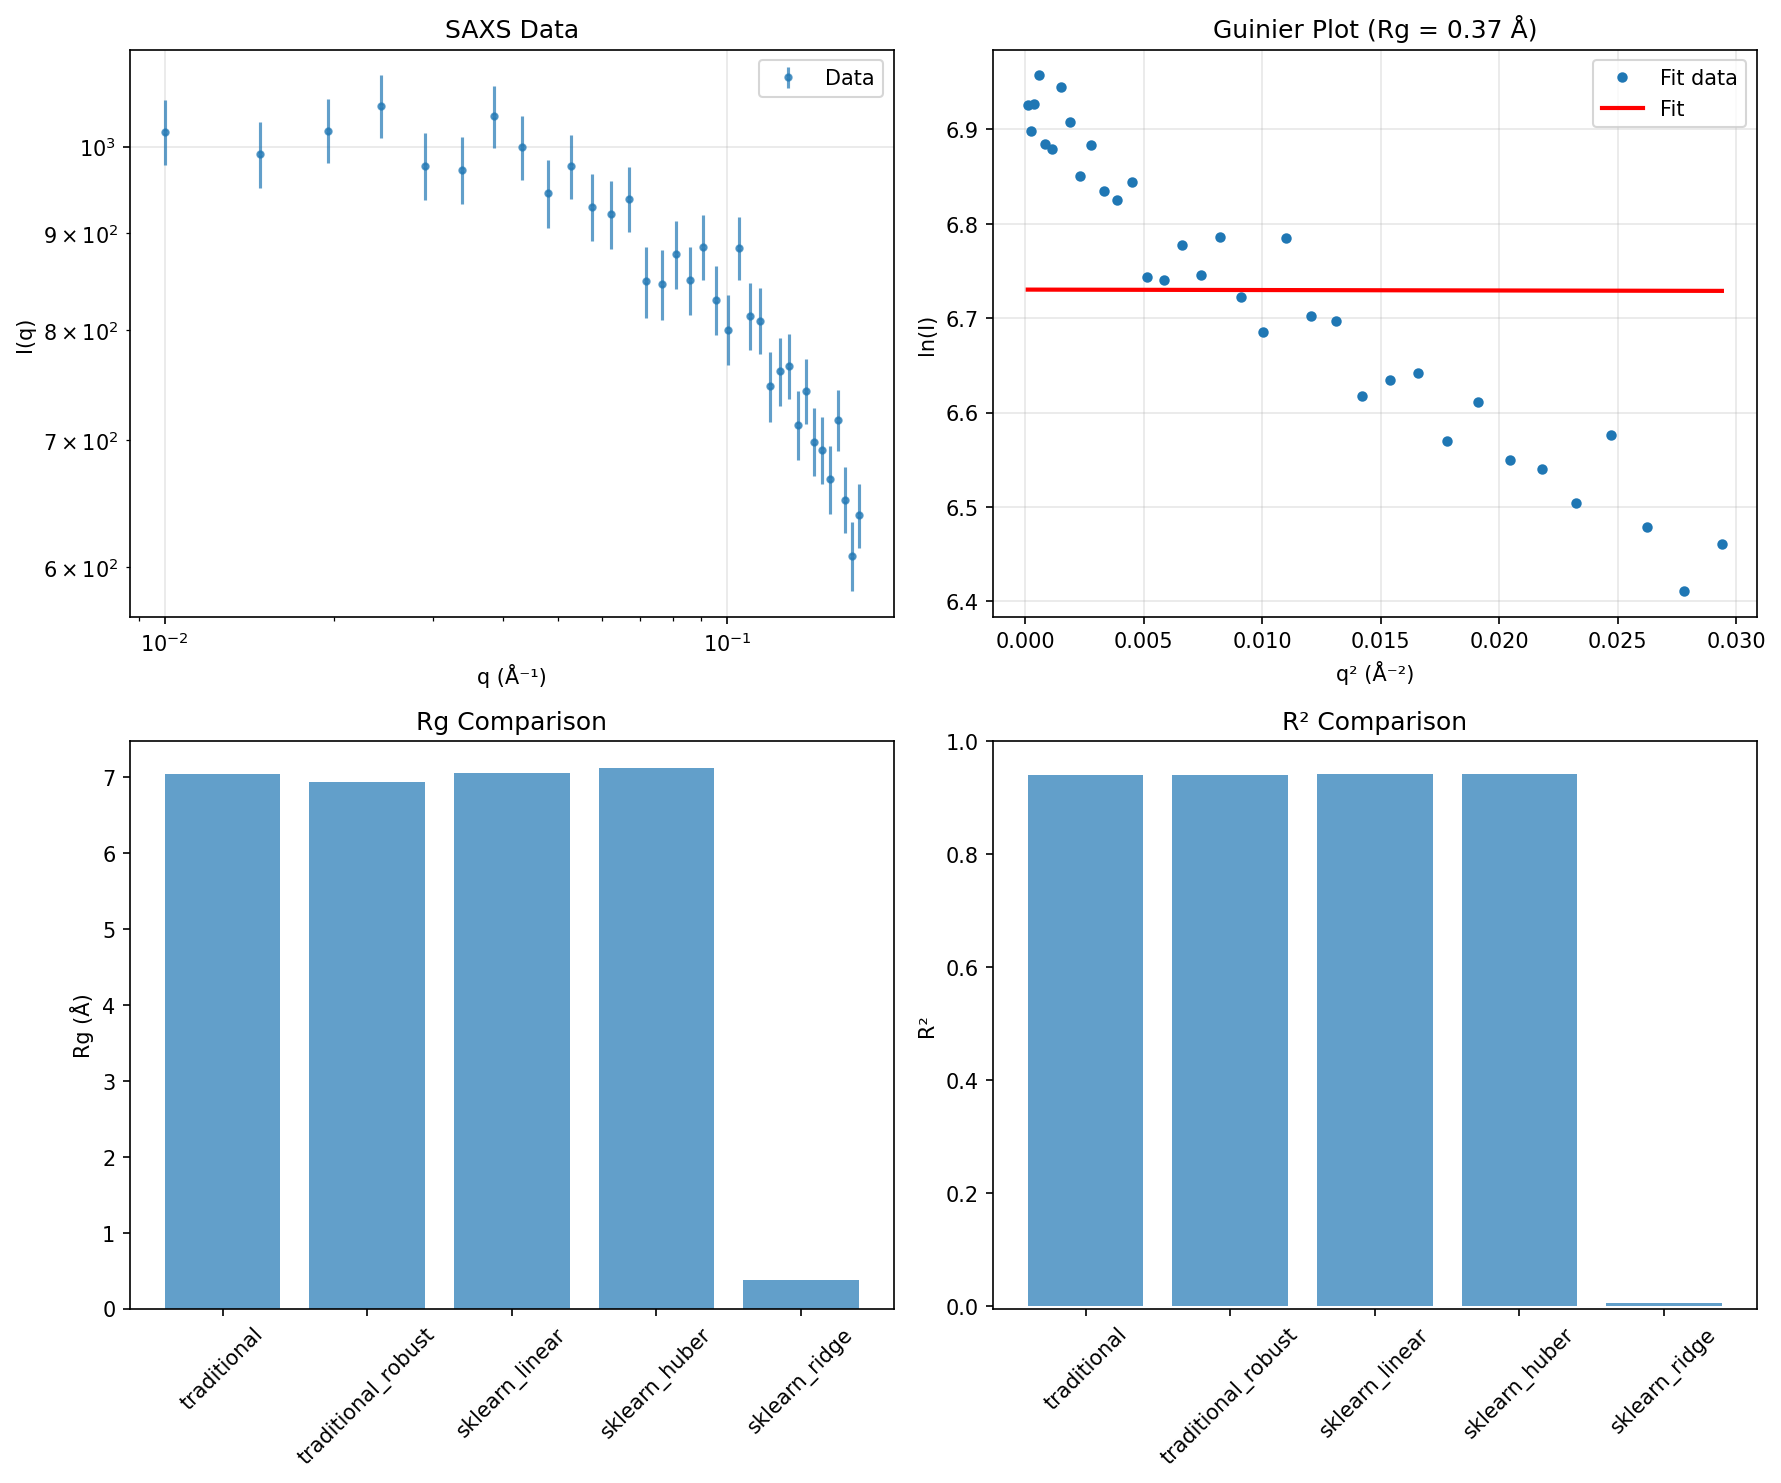 SAXS Data
Data
10³
9 × 10²
8 × 10²
7 × 10²
6 × 10²
I(q)
10⁻²
10⁻¹
q (Å⁻¹)
Guinier Plot (Rg = 0.37 Å)
Fit data
Fit
6.9
6.8
6.7
6.6
6.5
6.4
ln(I)
0.000 0.005 0.010 0.015 0.020 0.025 0.030
q² (Å⁻²)
Rg Comparison
7
6
5
4
3
2
1
0
Rg (Å)
traditional
traditional_robust
sklearn_linear
sklearn_huber
sklearn_ridge
R² Comparison
1.0
0.8
0.6
0.4
0.2
0.0
R²
traditional
traditional_robust
sklearn_linear
sklearn_huber
sklearn_ridge